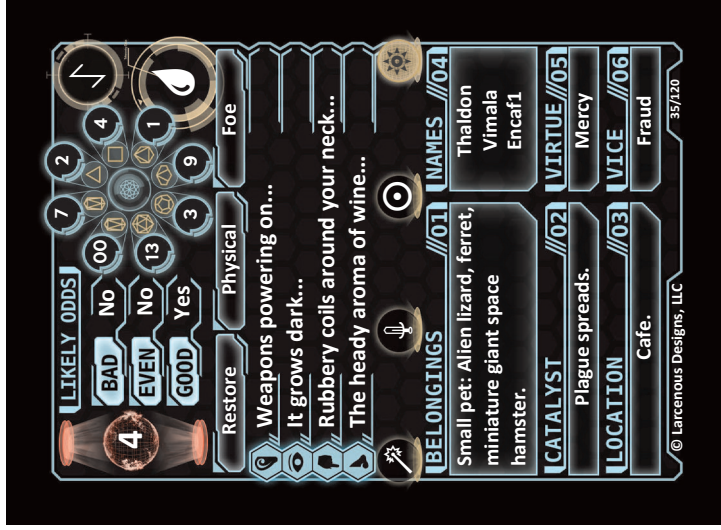 4
LIKELY ODDS
BAD No
EVEN No
GOOD Yes
7
2
4
1
9
3
13
00
Restore Physical Foe
Weapons powering on...
It grows dark...
Rubbery coils around your neck...
The heady aroma of wine...
BELONGINGS //01
Small pet: Alien lizard, ferret,
miniature giant space
hamster.
NAMES //04
Thaldon
Vimala
Encaf1
CATALYST //02
Plague spreads.
VIRTUE //05
Mercy
LOCATION //03
Cafe.
VICE //06
Fraud
© Larcenous Designs, LLC
35/120